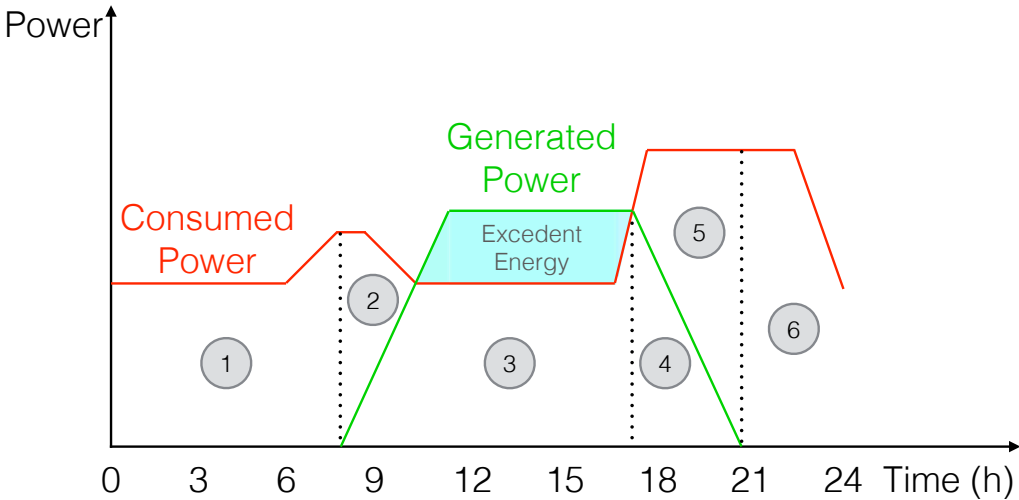 Power
Generated
Power
Consumed
Power
Excedent
Energy
5
2
6
1
3
4
0 3 6 9 12 15 18 21 24 Time (h)